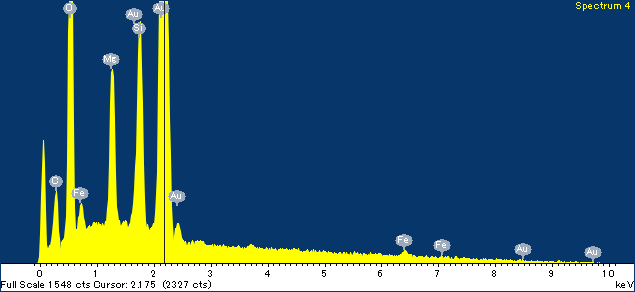 Spectrum 4
O
Au
Au
Si
Mg
C
Fe
Au
Fe
Fe
Au
Au
0 1 2 3 4 5 6 7 8 9 10
Full Scale 1548 cts Cursor: 2.175 (2327 cts) keV